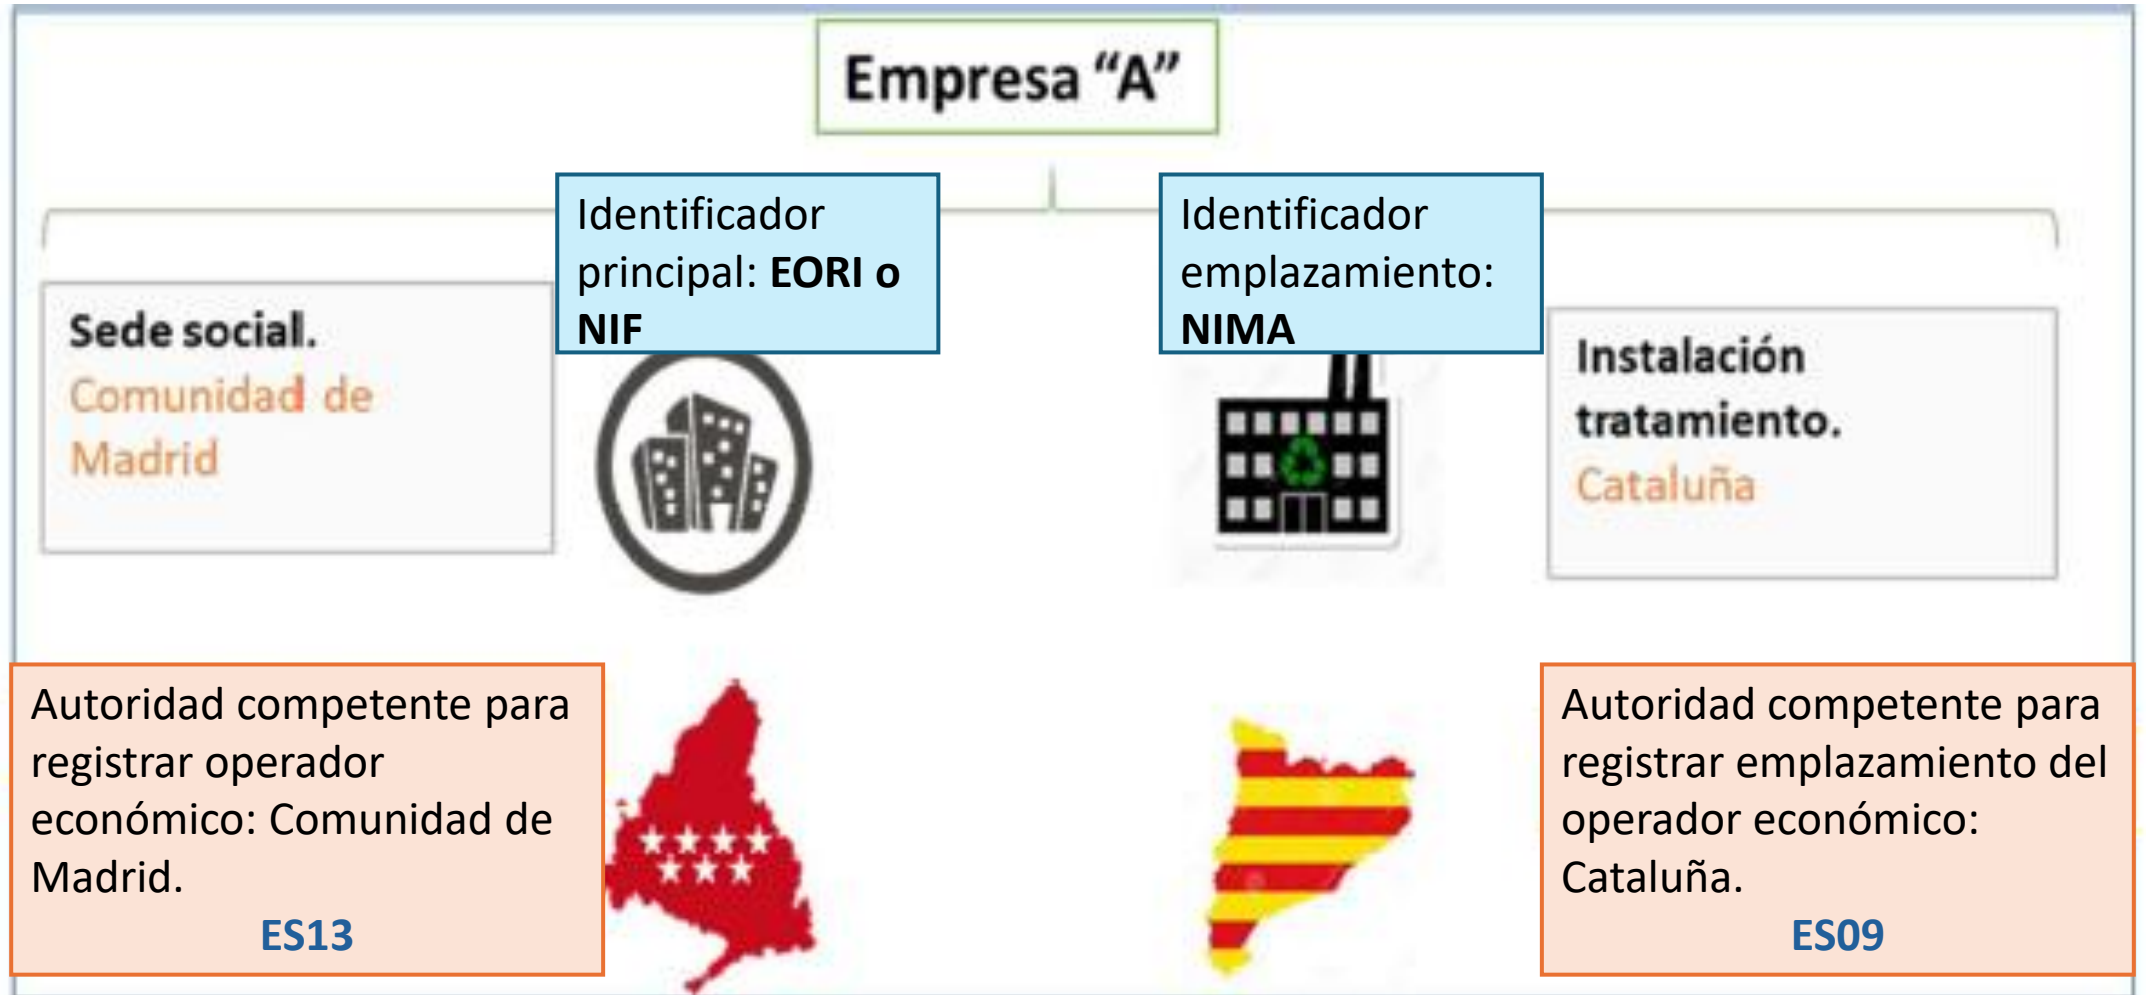 Empresa “A”
Identificador
principal: EORI o
NIF
Identificador
emplazamiento:
NIMA
Sede social.
Comunidad de
Madrid
Instalación
tratamiento.
Cataluña
Autoridad competente para
registrar operador
económico: Comunidad de
Madrid.
ES13
Autoridad competente para
registrar emplazamiento del
operador económico:
Cataluña.
ES09